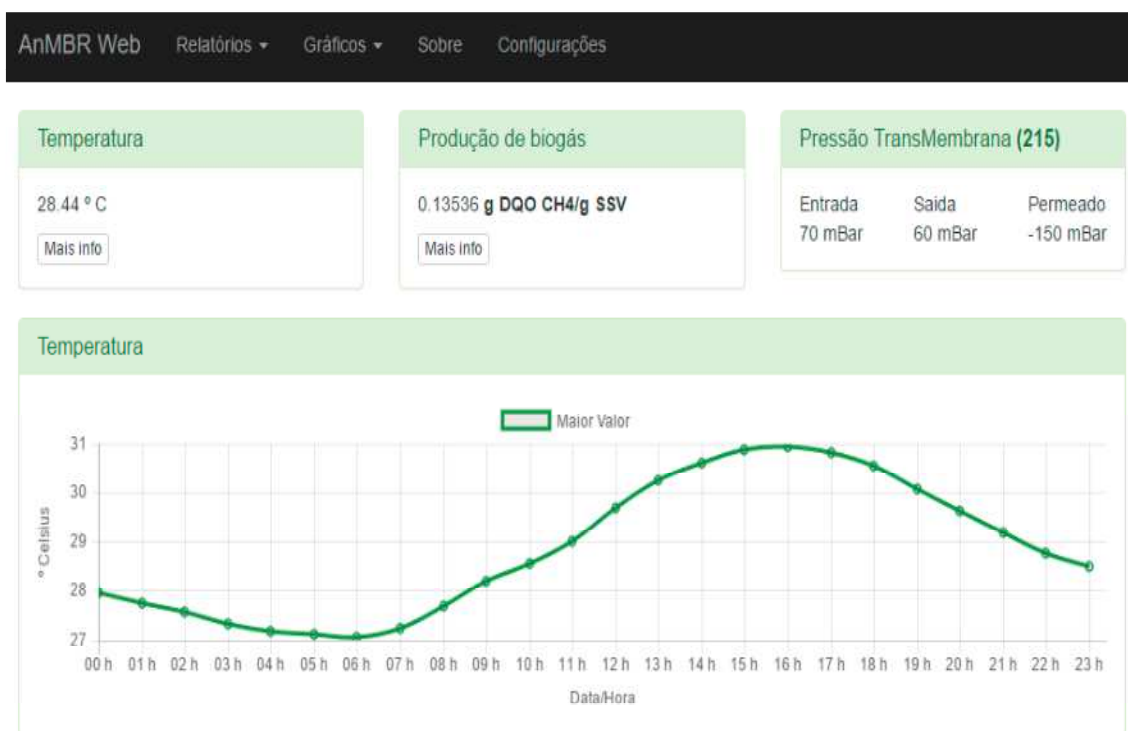 AnMBR Web Relatórios Gráficos Sobre Configurações
Temperatura
28.44 º C
Mais info
Produção de biogás
0.13536 g DQO CH4/g SSV
Mais info
Pressão TransMembrana (215)
Entrada Saida Permeado
70 mBar 60 mBar -150 mBar
Temperatura
Maior Valor
31
30
29
28
27
º Celsius
00 h 01 h 02 h 03 h 04 h 05 h 06 h 07 h 08 h 09 h 10 h 11 h 12 h 13 h 14 h 15 h 16 h 17 h 18 h 19 h 20 h 21 h 22 h 23 h
Data/Hora